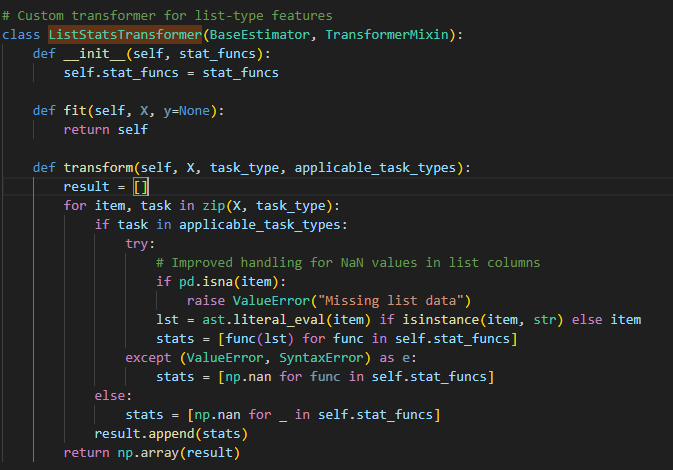 # Custom transformer for list-type features
class ListStatsTransformer(BaseEstimator, TransformerMixin):
    def __init__(self, stat_funcs):
        self.stat_funcs = stat_funcs

    def fit(self, X, y=None):
        return self

    def transform(self, X, task_type, applicable_task_types):
        result = []
        for item, task in zip(X, task_type):
            if task in applicable_task_types:
                try:
                    # Improved handling for NaN values in list columns
                    if pd.isna(item):
                        raise ValueError("Missing list data")
                    lst = ast.literal_eval(item) if isinstance(item, str) else item
                    stats = [func(lst) for func in self.stat_funcs]
                except (ValueError, SyntaxError) as e:
                    stats = [np.nan for func in self.stat_funcs]
            else:
                stats = [np.nan for _ in self.stat_funcs]
            result.append(stats)
        return np.array(result)